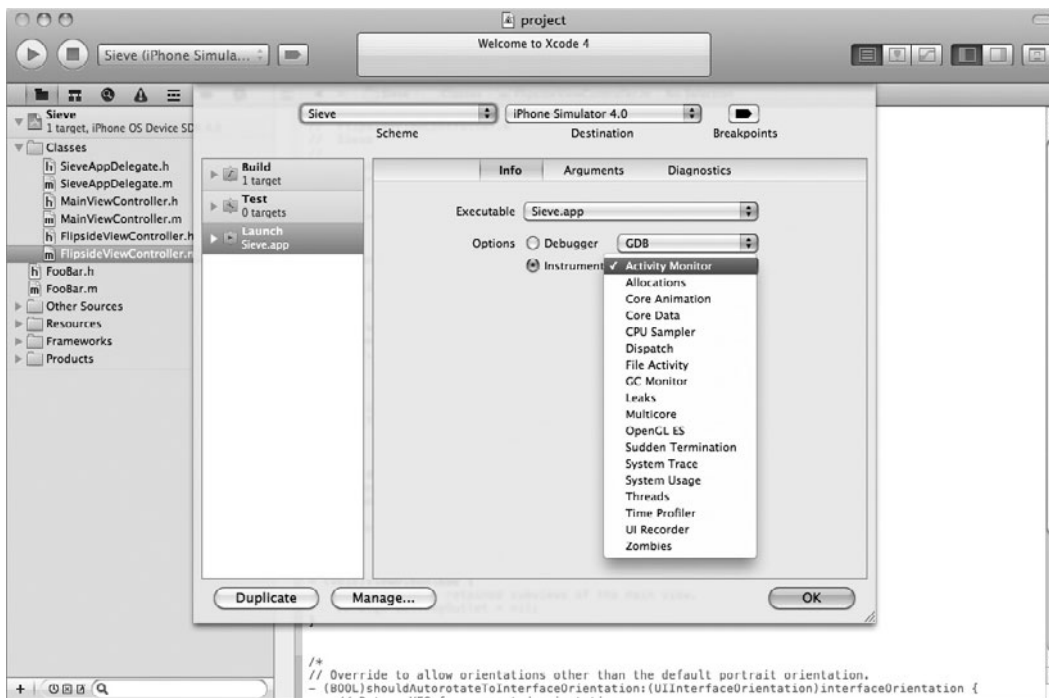 project
Welcome to Xcode 4
Sieve (iPhone Simula...
Sieve
1 target, iPhone OS Device SD
Classes
h SieveAppDelegate.h
m SieveAppDelegate.m
h MainViewController.h
m MainViewController.m
h FlipsideViewController.h
m FlipsideViewController.
h FooBar.h
m FooBar.m
Other Sources
Resources
Frameworks
Products
Sieve
iPhone Simulator 4.0
Scheme
Destination
Breakpoints
Build
1 target
Test
0 targets
Launch
Sieve.app
Info
Arguments
Diagnostics
Executable
Sieve.app
Options
Debugger
GDB
Instrument
✓ Activity Monitor
Allocations
Core Animation
Core Data
CPU Sampler
Dispatch
File Activity
GC Monitor
Leaks
Multicore
OpenGL ES
Sudden Termination
System Trace
System Usage
Threads
Time Profiler
UI Recorder
Zombies
Duplicate
Manage...
OK
}
/*
// Override to allow orientations other than the default portrait orientation.
- (BOOL)shouldAutorotateToInterfaceOrientation:(UIInterfaceOrientation)interfaceOrientation {